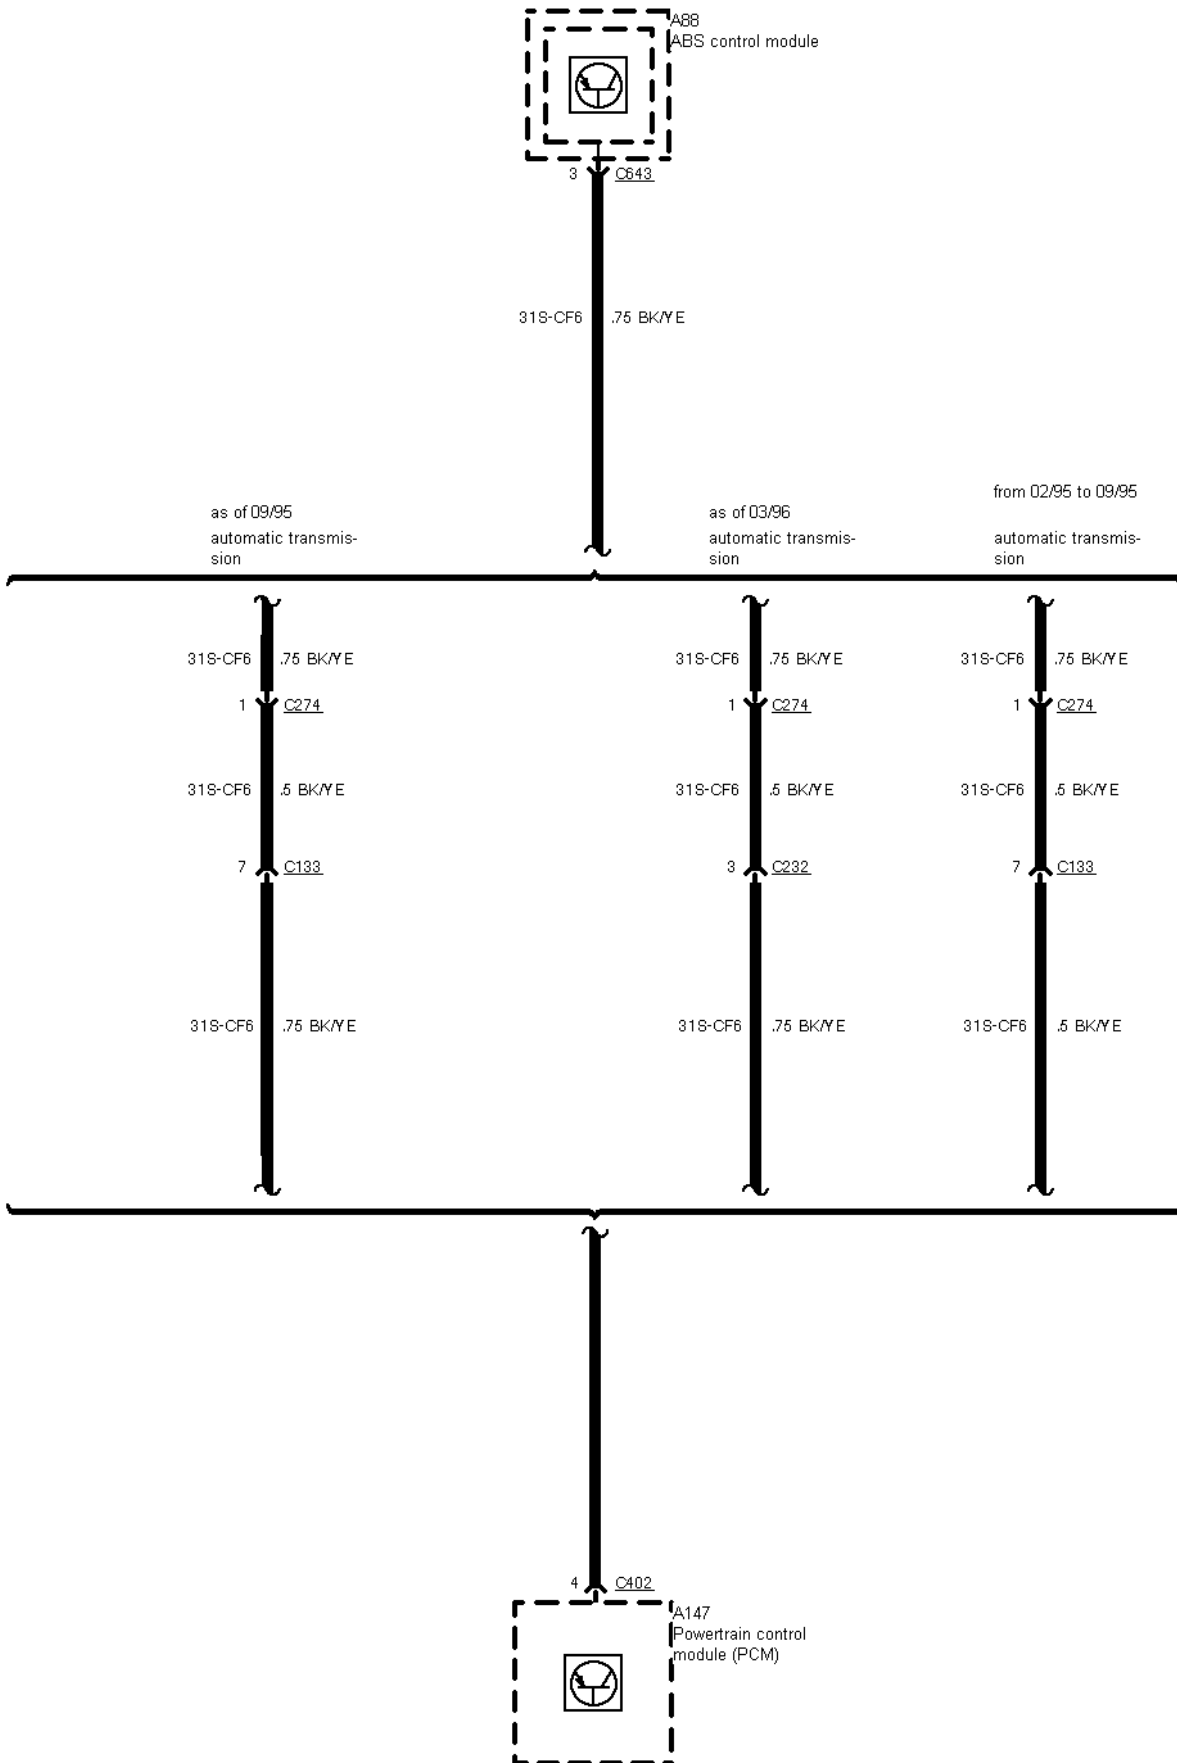 A88
ABS control module
3 C643
31S-CF6 .75 BK/YE
from 02/95 to 09/95
as of 09/95 as of 03/96
automatic transmis- automatic transmis- automatic transmis-
sion sion sion
31S-CF6 .75 BK/YE 31S-CF6 .75 BK/YE 31S-CF6 .75 BK/YE
1 C274 1 C274 1 C274
31S-CF6 .5 BK/YE 31S-CF6 .5 BK/YE 31S-CF6 .5 BK/YE
7 C133 3 C232 7 C133
31S-CF6 .75 BK/YE 31S-CF6 .75 BK/YE 31S-CF6 .5 BK/YE
4 C402
A147
Powertrain control
module (PCM)